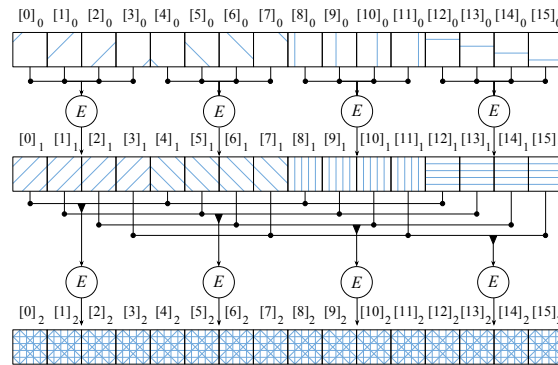 [0]₀ [1]₀ [2]₀ [3]₀ [4]₀ [5]₀ [6]₀ [7]₀ [8]₀ [9]₀ [10]₀ [11]₀ [12]₀ [13]₀ [14]₀ [15]₀
E E E E
[0]₁ [1]₁ [2]₁ [3]₁ [4]₁ [5]₁ [6]₁ [7]₁ [8]₁ [9]₁ [10]₁ [11]₁ [12]₁ [13]₁ [14]₁ [15]
E E E E
[0]₂ [1]₂ [2]₂ [3]₂ [4]₂ [5]₂ [6]₂ [7]₂ [8]₂ [9]₂ [10]₂ [11]₂ [12]₂ [13]₂ [14]₂ [15]₂